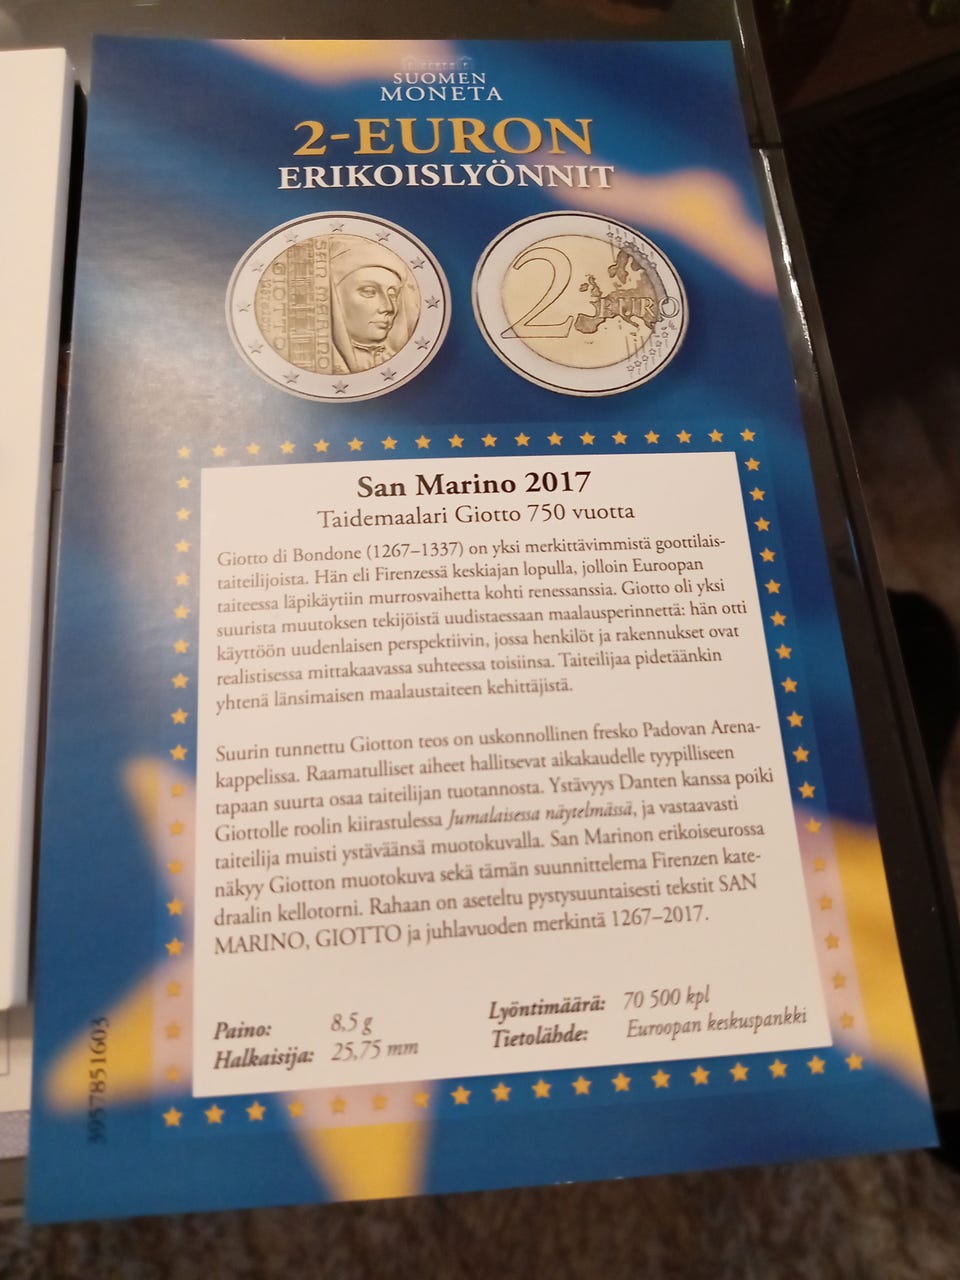 SUOMEN
MONETA
2-EURON
ERIKOISLYÖNNIT
SAN MARINO
GIOTTO
2 EURO
San Marino 2017
Taidemaalari Giotto 750 vuotta
Giotto di Bondone (1267–1337) on yksi merkittävimmistä goottilais-
taiteilijoista. Hän eli Firenzessä keskiajan lopulla, jolloin Euroopan
taiteessa läpikäytiin murrosvaihetta kohti renessanssia. Giotto oli yksi
suurista muutoksen tekijöistä uudistaessaan maalausperinnettä: hän otti
käyttöön uudenlaisen perspektiivin, jossa henkilöt ja rakennukset ovat
realistisessa mittakaavassa suhteessa toisiinsa. Taiteilijaa pidetäänkin
yhtenä länsimaisen maalaustaiteen kehittäjistä.
Suurin tunnettu Giotton teos on uskonnollinen fresko Padovan Arena-
kappelissa. Raamatulliset aiheet hallitsevat aikakaudelle tyypilliseen
tapaan suurta osaa taiteilijan tuotannosta. Ystävyys Danten kanssa poiki
Giottolle roolin kiirastulessa Jumalaisessa näytelmässä, ja vastaavasti
taiteilija muisti ystäväänsä muotokuvalla. San Marinon erikoiseurossa
näkyy Giotton muotokuva sekä tämän suunnittelema Firenzen kate-
draalin kellotorni. Rahaan on aseteltu pystysuuntaisesti tekstit SAN
MARINO, GIOTTO ja juhlavuoden merkintä 1267–2017.
Paino: 8,5 g
Halkaisija: 25,75 mm
Lyöntimäärä: 70 500 kpl
Tietolähde: Euroopan keskuspankki
3957851603